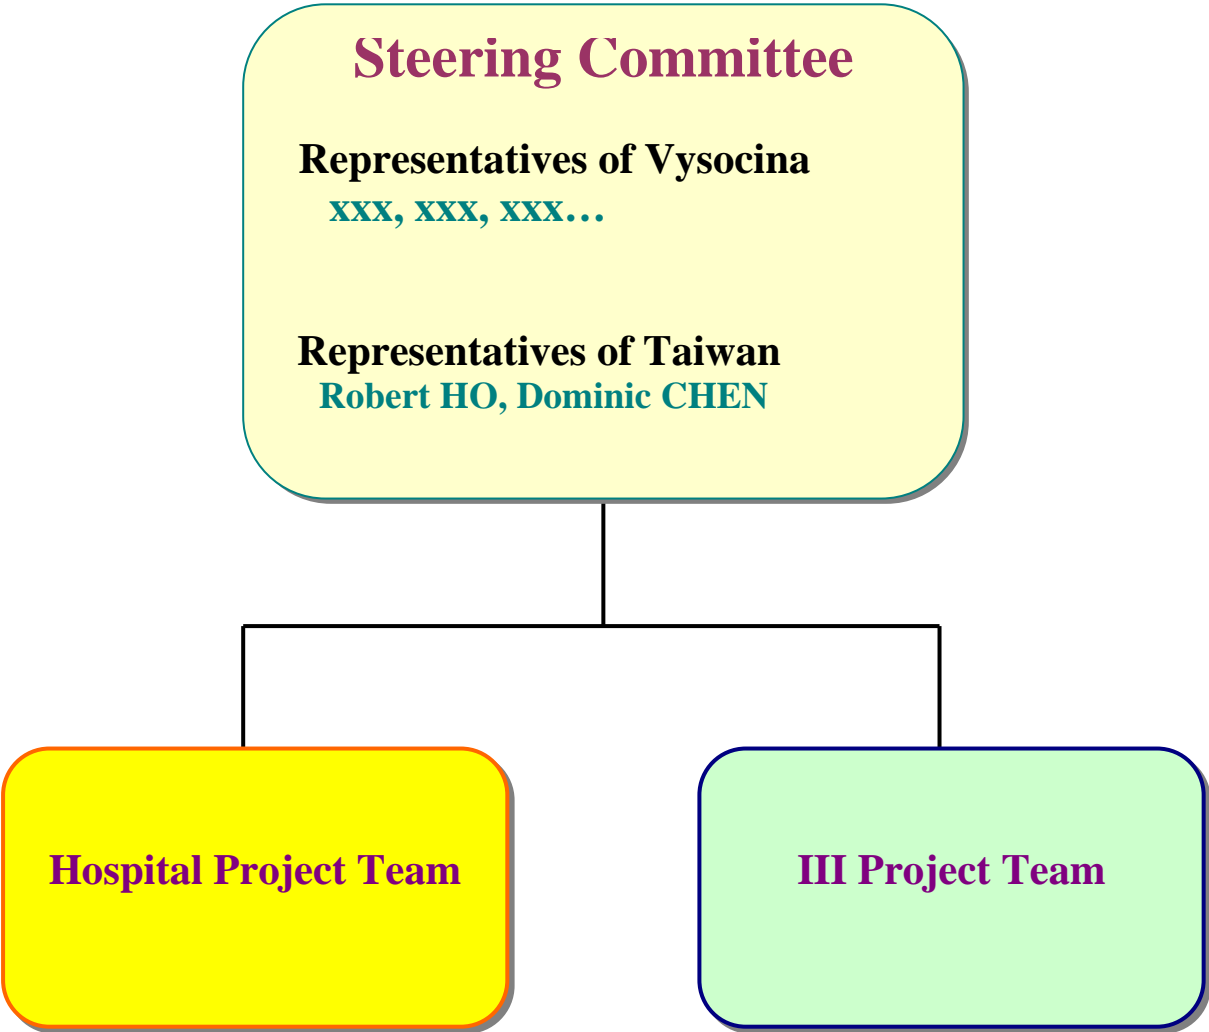 Steering Committee
Representatives of Vysocina
xxx, xxx, xxx…
Representatives of Taiwan
Robert HO, Dominic CHEN
Hospital Project Team
III Project Team